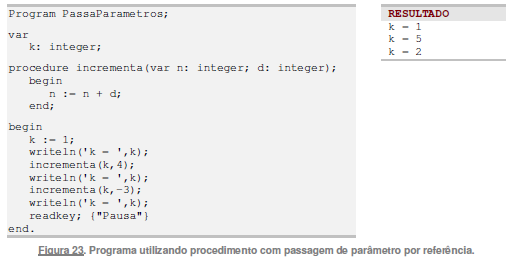 Program PassaParametros;
var
k: integer;
procedure incrementa(var n: integer; d: integer);
begin
n := n + d;
end;
begin
k := 1;
writeln('k = ',k);
incrementa(k,4);
writeln('k = ',k);
incrementa(k,-3);
writeln('k = ',k);
readkey; {"Pausa"}
end.
RESULTADO
k = 1
k = 5
k = 2
Figura 23. Programa utilizando procedimento com passagem de parâmetro por referência.